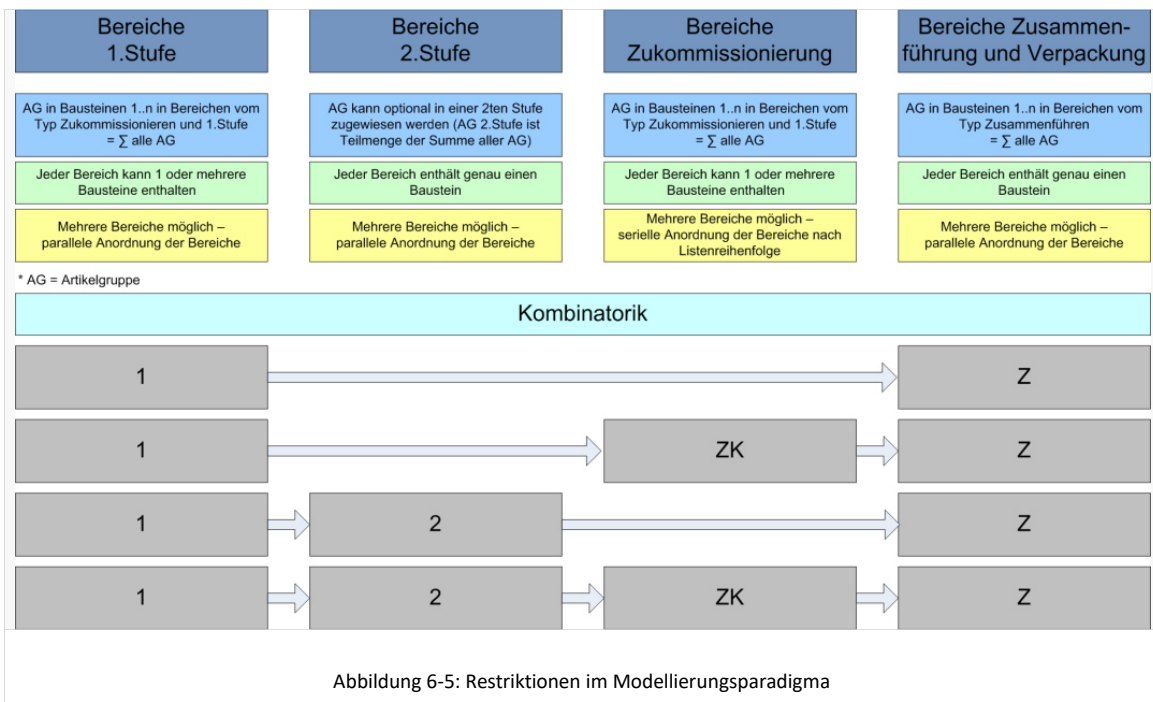 Bereiche
1.Stufe
Bereiche
2.Stufe
Bereiche
Zukommissionierung
Bereiche Zusammen-
führung und Verpackung
AG in Bausteinen 1..n in Bereichen vom
Typ Zukommissionieren und 1.Stufe
= ∑ alle AG
AG kann optional in einer 2ten Stufe
zugewiesen werden (AG 2.Stufe ist
Teilmenge der Summe aller AG)
AG in Bausteinen 1..n in Bereichen vom
Typ Zukommissionieren und 1.Stufe
= ∑ alle AG
AG in Bausteinen 1..n in Bereichen vom
Typ Zusammenführen
= ∑ alle AG
Jeder Bereich kann 1 oder mehrere
Bausteine enthalten
Jeder Bereich enthält genau einen
Baustein
Jeder Bereich kann 1 oder mehrere
Bausteine enthalten
Jeder Bereich enthält genau einen
Baustein
Mehrere Bereiche möglich –
parallele Anordnung der Bereiche
Mehrere Bereiche möglich –
parallele Anordnung der Bereiche
Mehrere Bereiche möglich –
serielle Anordnung der Bereiche nach
Listenreihenfolge
Mehrere Bereiche möglich –
parallele Anordnung der Bereiche
* AG = Artikelgruppe
Kombinatorik
1
Z
1
ZK
Z
1
2
Z
1
2
ZK
Z
Abbildung 6-5: Restriktionen im Modellierungsparadigma